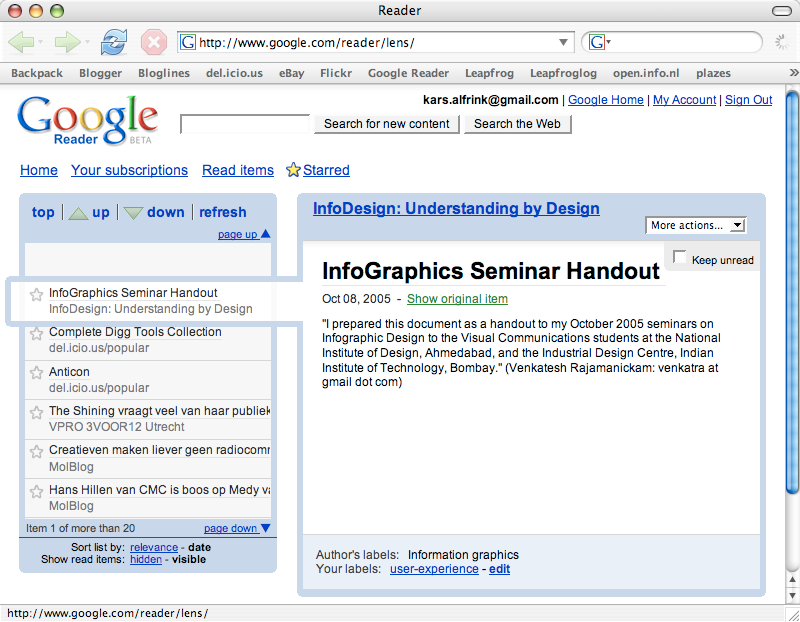 Reader
G http://www.google.com/reader/lens/
G
Backpack Blogger Bloglines del.icio.us eBay Flickr Google Reader Leapfrog Leapfroglog open.info.nl plazes »
kars.alfrink@gmail.com | Google Home | My Account | Sign Out
Google
Reader BETA
Search for new content Search the Web
Home Your subscriptions Read items Starred
top | up | down | refresh
page up
InfoGraphics Seminar Handout
InfoDesign: Understanding by Design
Complete Digg Tools Collection
del.icio.us/popular
Anticon
del.icio.us/popular
The Shining vraagt veel van haar publiek
VPRO 3VOOR12 Utrecht
Creatieven maken liever geen radiocomm
MolBlog
Hans Hillen van CMC is boos op Medy va
MolBlog
Item 1 of more than 20 page down
Sort list by: relevance - date
Show read items: hidden - visible
InfoDesign: Understanding by Design
More actions...
Keep unread
InfoGraphics Seminar Handout
Oct 08, 2005 - Show original item
"I prepared this document as a handout to my October 2005 seminars on
Infographic Design to the Visual Communications students at the National
Institute of Design, Ahmedabad, and the Industrial Design Centre, Indian
Institute of Technology, Bombay." (Venkatesh Rajamanickam: venkatra at
gmail dot com)
Author's labels: Information graphics
Your labels: user-experience - edit
http://www.google.com/reader/lens/